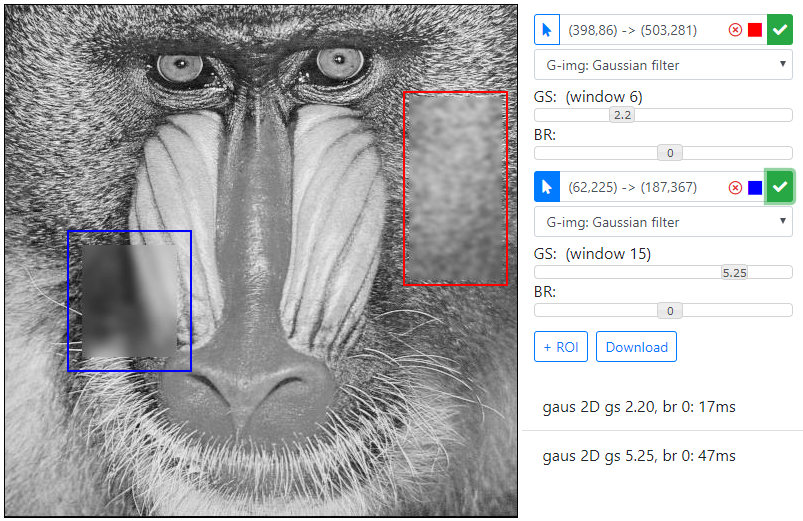 (398,86) -> (503,281)
G-img: Gaussian filter
GS: (window 6)
2.2
BR:
0
(62,225) -> (187,367)
G-img: Gaussian filter
GS: (window 15)
5.25
BR:
0
+ ROI Download
gaus 2D gs 2.20, br 0: 17ms
gaus 2D gs 5.25, br 0: 47ms